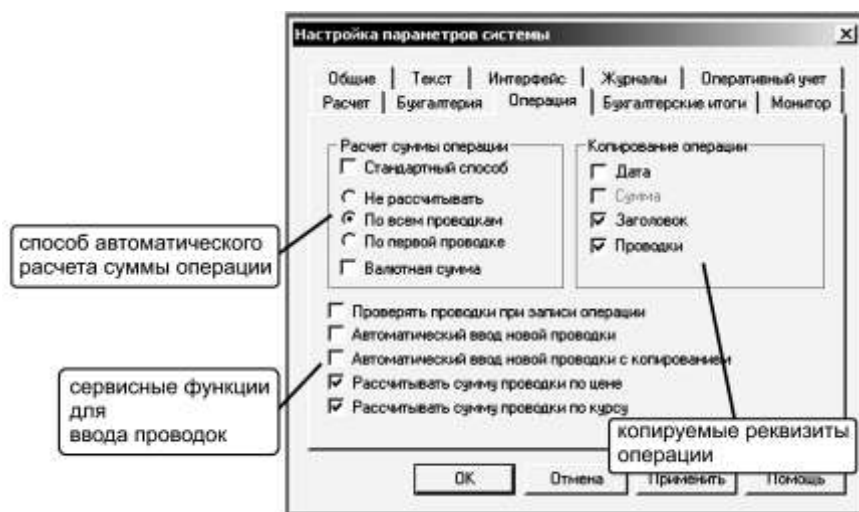 Настройка параметров системы
Общие Текст Интерфейс Журналы Оперативный учет
Расчет Бухгалтерия Операция Бухгалтерские итоги Монитор
Расчет суммы операции
Стандартный способ
Не рассчитывать
По всем проводкам
По первой проводке
Валютная сумма
Копирование операции
Дата
Сумма
Заголовок
Проводки
способ автоматического
расчета суммы операции
Проверять проводки при записи операции
Автоматический ввод новой проводки
Автоматический ввод новой проводки с копированием
Рассчитывать сумму проводки по цене
Рассчитывать сумму проводки по курсу
сервисные функции
для
ввода проводок
копируемые реквизиты
операции
OK Отмена Применить Помощь